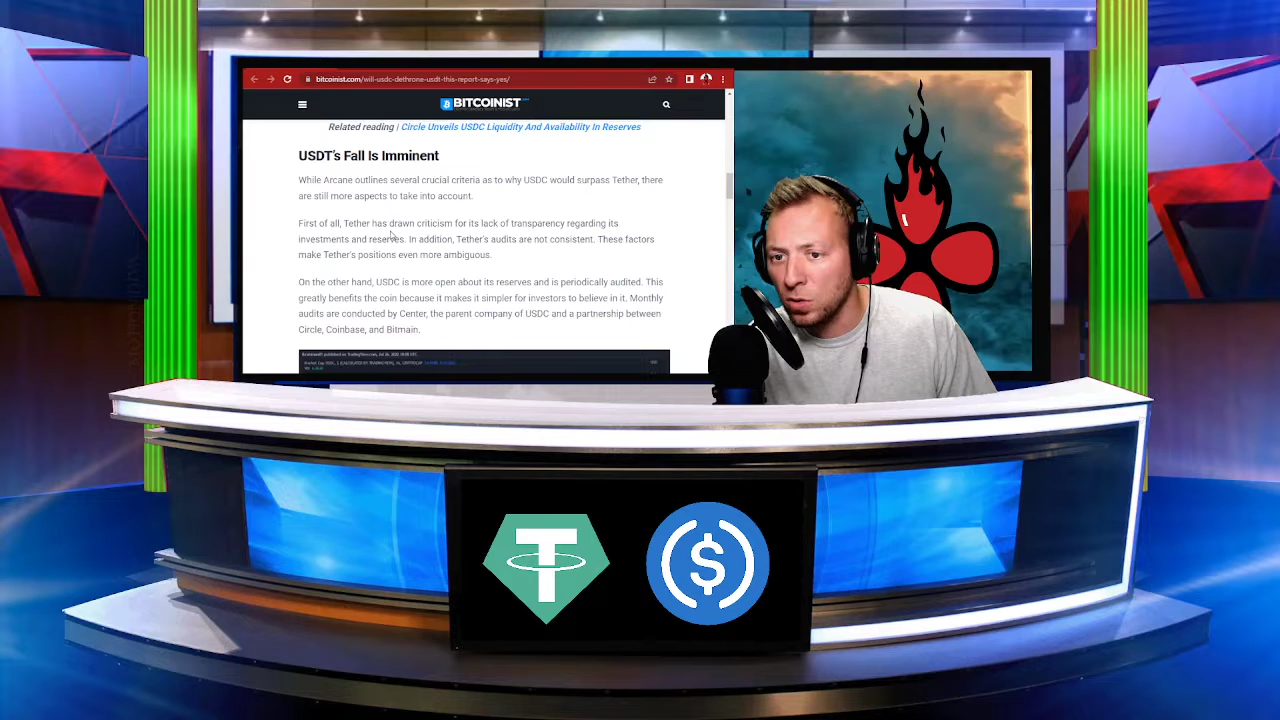 bitcoinist.com/will-usdc-dethrone-usdt-this-report-says-yes/
BITCOINIST
Related reading | Circle Unveils USDC Liquidity And Availability In Reserves
USDT's Fall Is Imminent
While Arcane outlines several crucial criteria as to why USDC would surpass Tether, there
are still more aspects to take into account.
First of all, Tether has drawn criticism for its lack of transparency regarding its
investments and reserves. In addition, Tether's audits are not consistent. These factors
make Tether's positions even more ambiguous.
On the other hand, USDC is more open about its reserves and is periodically audited. This
greatly benefits the coin because it makes it simpler for investors to believe in it. Monthly
audits are conducted by Center, the parent company of USDC and a partnership between
Circle, Coinbase, and Bitmain.